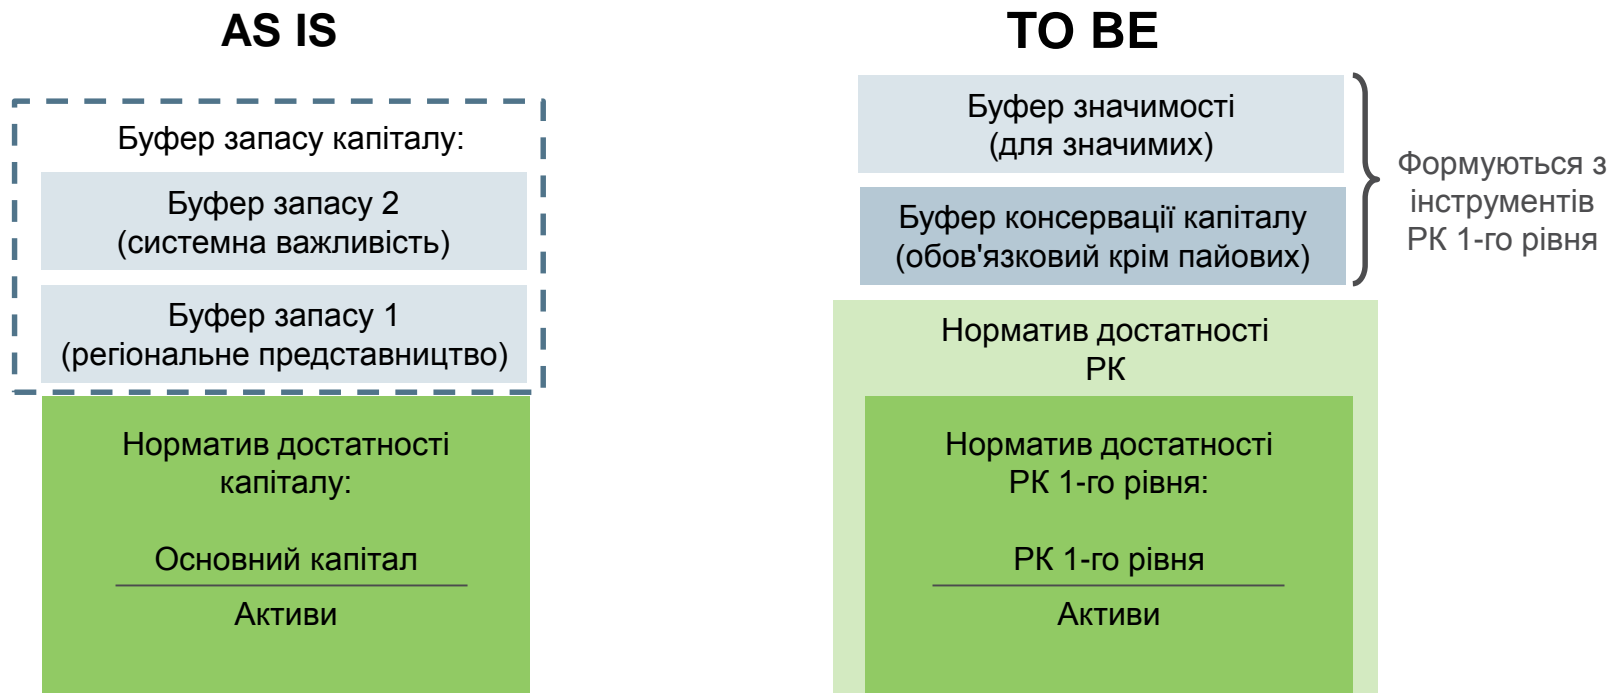 AS IS
Буфер запасу капіталу:
Буфер запасу 2
(системна важливість)
Буфер запасу 1
(регіональне представництво)
Норматив достатності
капіталу:
Основний капітал
Активи
TO BE
Буфер значимості
(для значимих)
Буфер консервації капіталу
(обов'язковий крім пайових)
Формуються з
інструментів
РК 1-го рівня
Норматив достатності
РК
Норматив достатності
РК 1-го рівня:
РК 1-го рівня
Активи